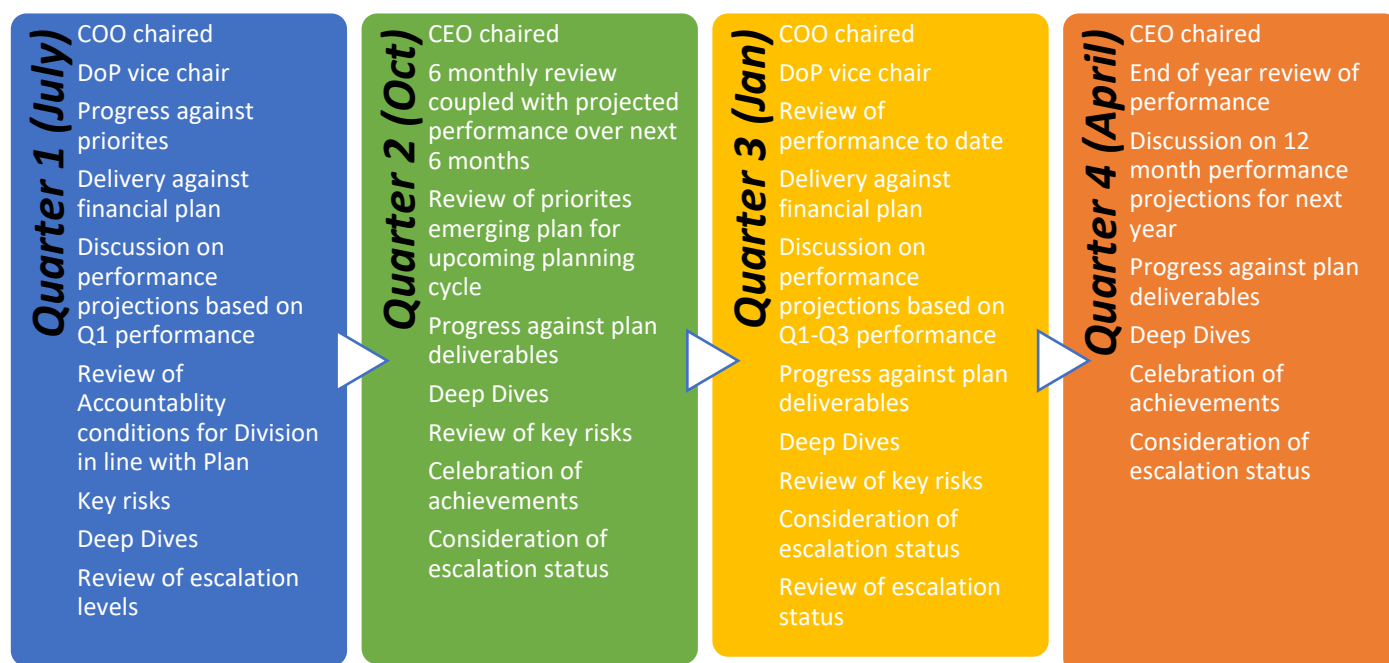 Quarter 1 (July)
COO chaired
DoP vice chair
Progress against
priorites
Delivery against
financial plan
Discussion on
performance
projections based on
Q1 performance
Review of
Accountablity
conditions for Division
in line with Plan
Key risks
Deep Dives
Review of escalation
levels
Quarter 2 (Oct)
CEO chaired
6 monthly review
coupled with projected
performance over next
6 months
Review of priorites
emerging plan for
upcoming planning
cycle
Progress against plan
deliverables
Deep Dives
Review of key risks
Celebration of
achievements
Consideration of
escalation status
Quarter 3 (Jan)
COO chaired
DoP vice chair
Review of
performance to date
Delivery against
financial plan
Discussion on
performance
projections based on
Q1-Q3 performance
Progress against plan
deliverables
Deep Dives
Review of key risks
Consideration of
escalation status
Review of escalation
status
Quarter 4 (April)
CEO chaired
End of year review of
performance
Discussion on 12
month performance
projections for next
year
Progress against plan
deliverables
Deep Dives
Celebration of
achievements
Consideration of
escalation status